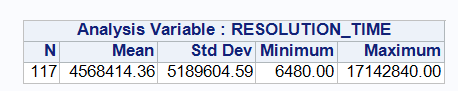 Analysis Variable : RESOLUTION_TIME
N Mean Std Dev Minimum Maximum
117 4568414.36 5189604.59 6480.00 17142840.00